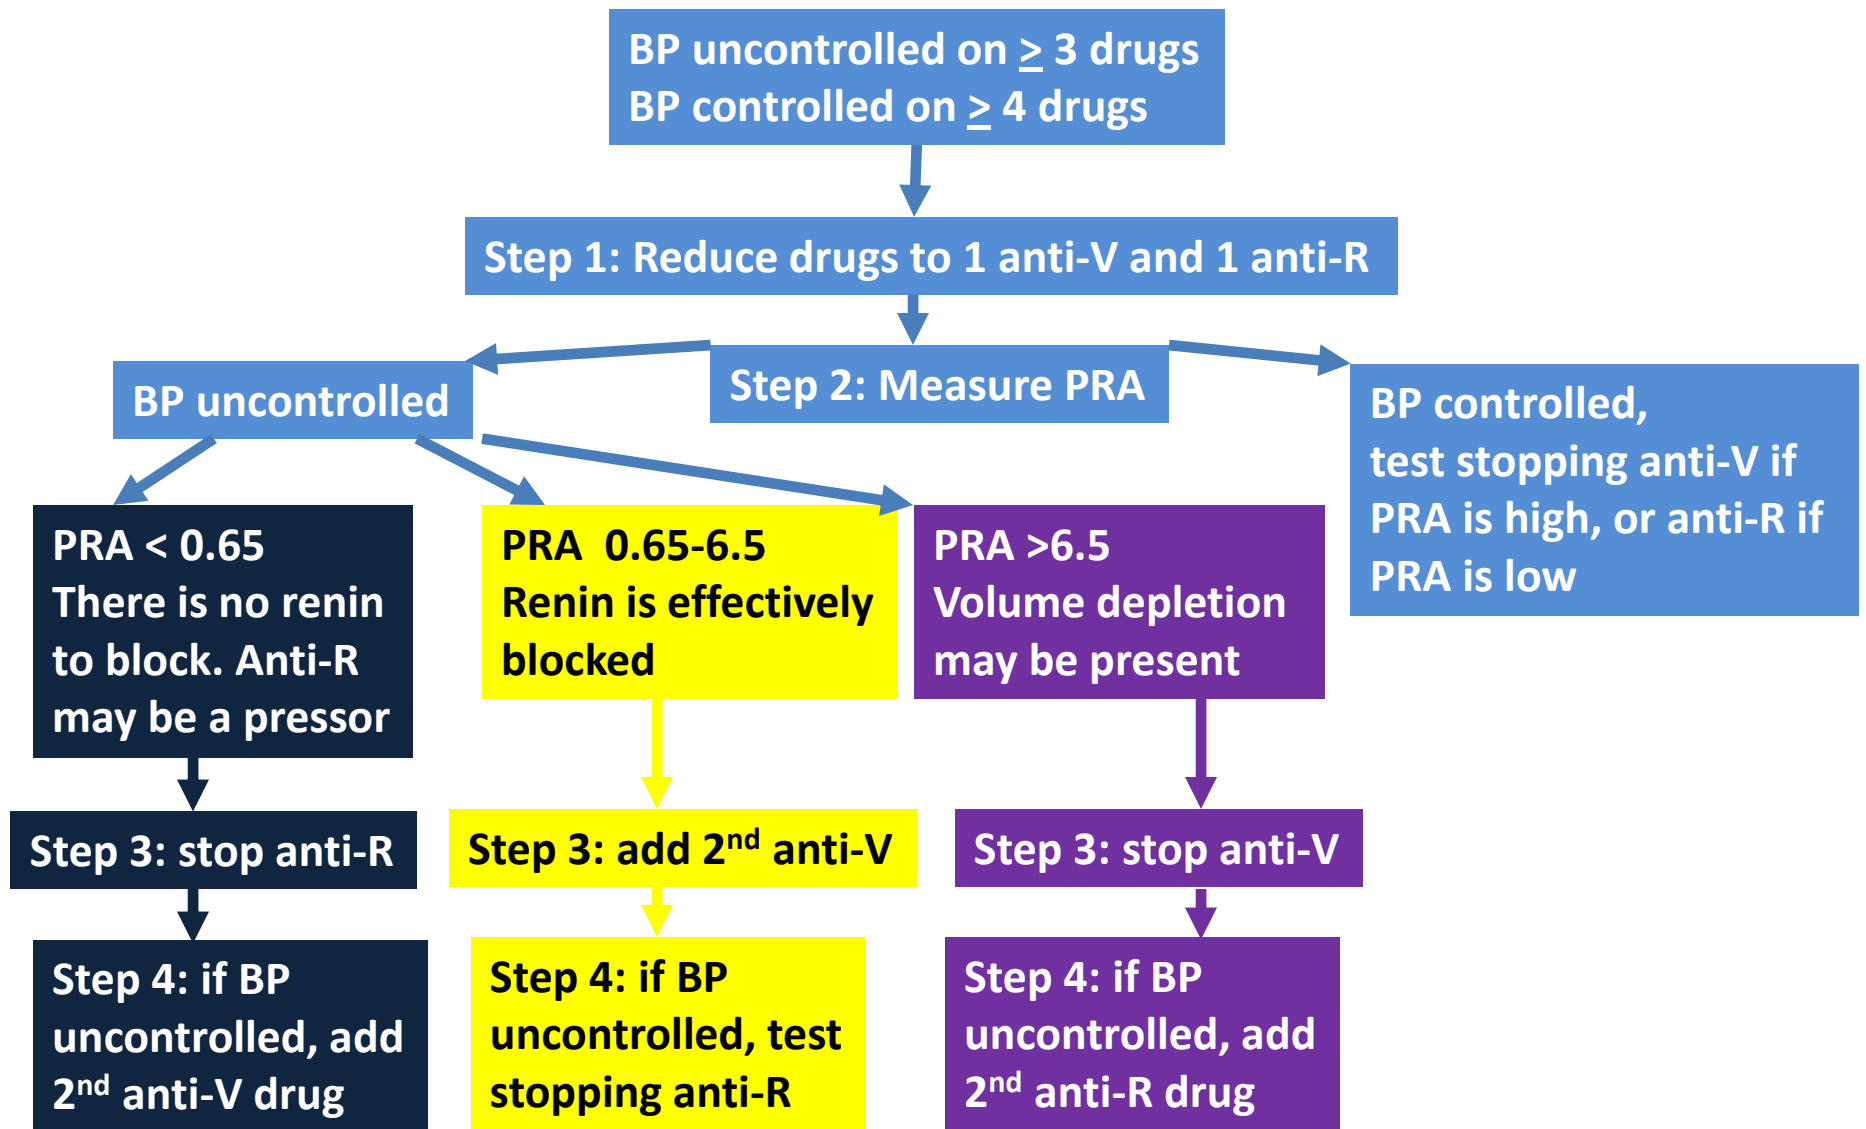 BP uncontrolled on ≥ 3 drugs
BP controlled on ≥ 4 drugs
Step 1: Reduce drugs to 1 anti-V and 1 anti-R
Step 2: Measure PRA
BP uncontrolled
BP controlled,
test stopping anti-V if
PRA is high, or anti-R if
PRA is low
PRA < 0.65
There is no renin
to block. Anti-R
may be a pressor
PRA 0.65-6.5
Renin is effectively
blocked
PRA >6.5
Volume depletion
may be present
Step 3: stop anti-R
Step 3: add 2nd anti-V
Step 3: stop anti-V
Step 4: if BP
uncontrolled, add
2nd anti-V drug
Step 4: if BP
uncontrolled, test
stopping anti-R
Step 4: if BP
uncontrolled, add
2nd anti-R drug